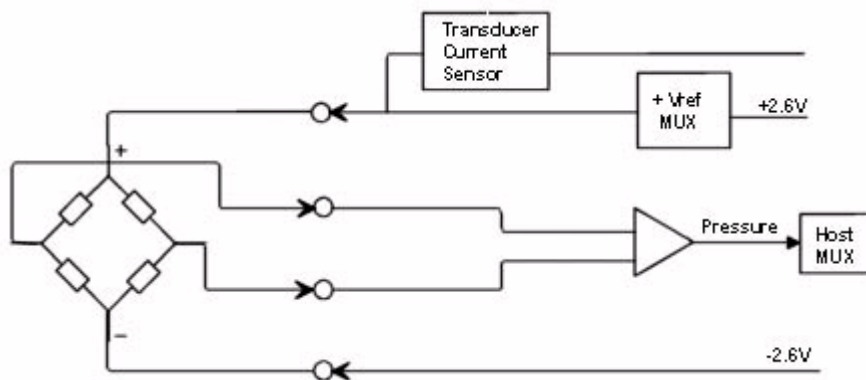 Transducer
Current
Sensor
+ Vref
MUX
+2.6V
+
Pressure
Host
MUX
–
-2.6V